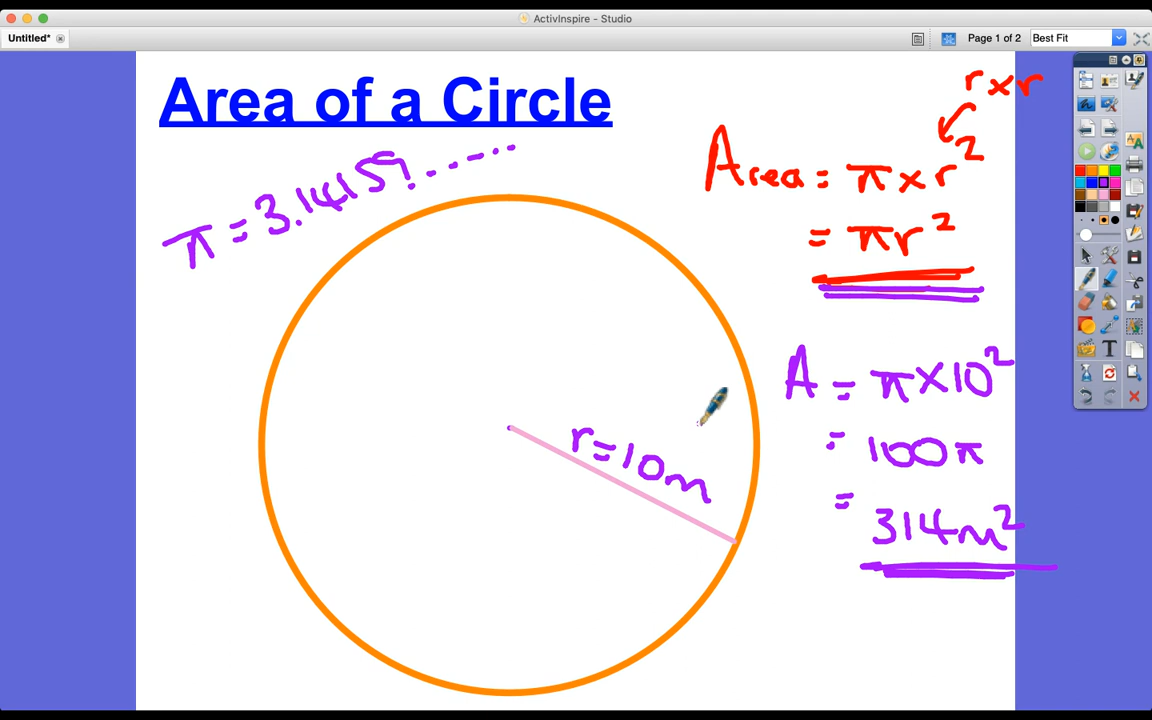 ActivInspire - Studio
Untitled*
Page 1 of 2
Best Fit
Area of a Circle
π = 3.14159......
r × r
Area = π × r²
= πr²
r = 10m
A = π × 10²
= 100π
= 314m²
T